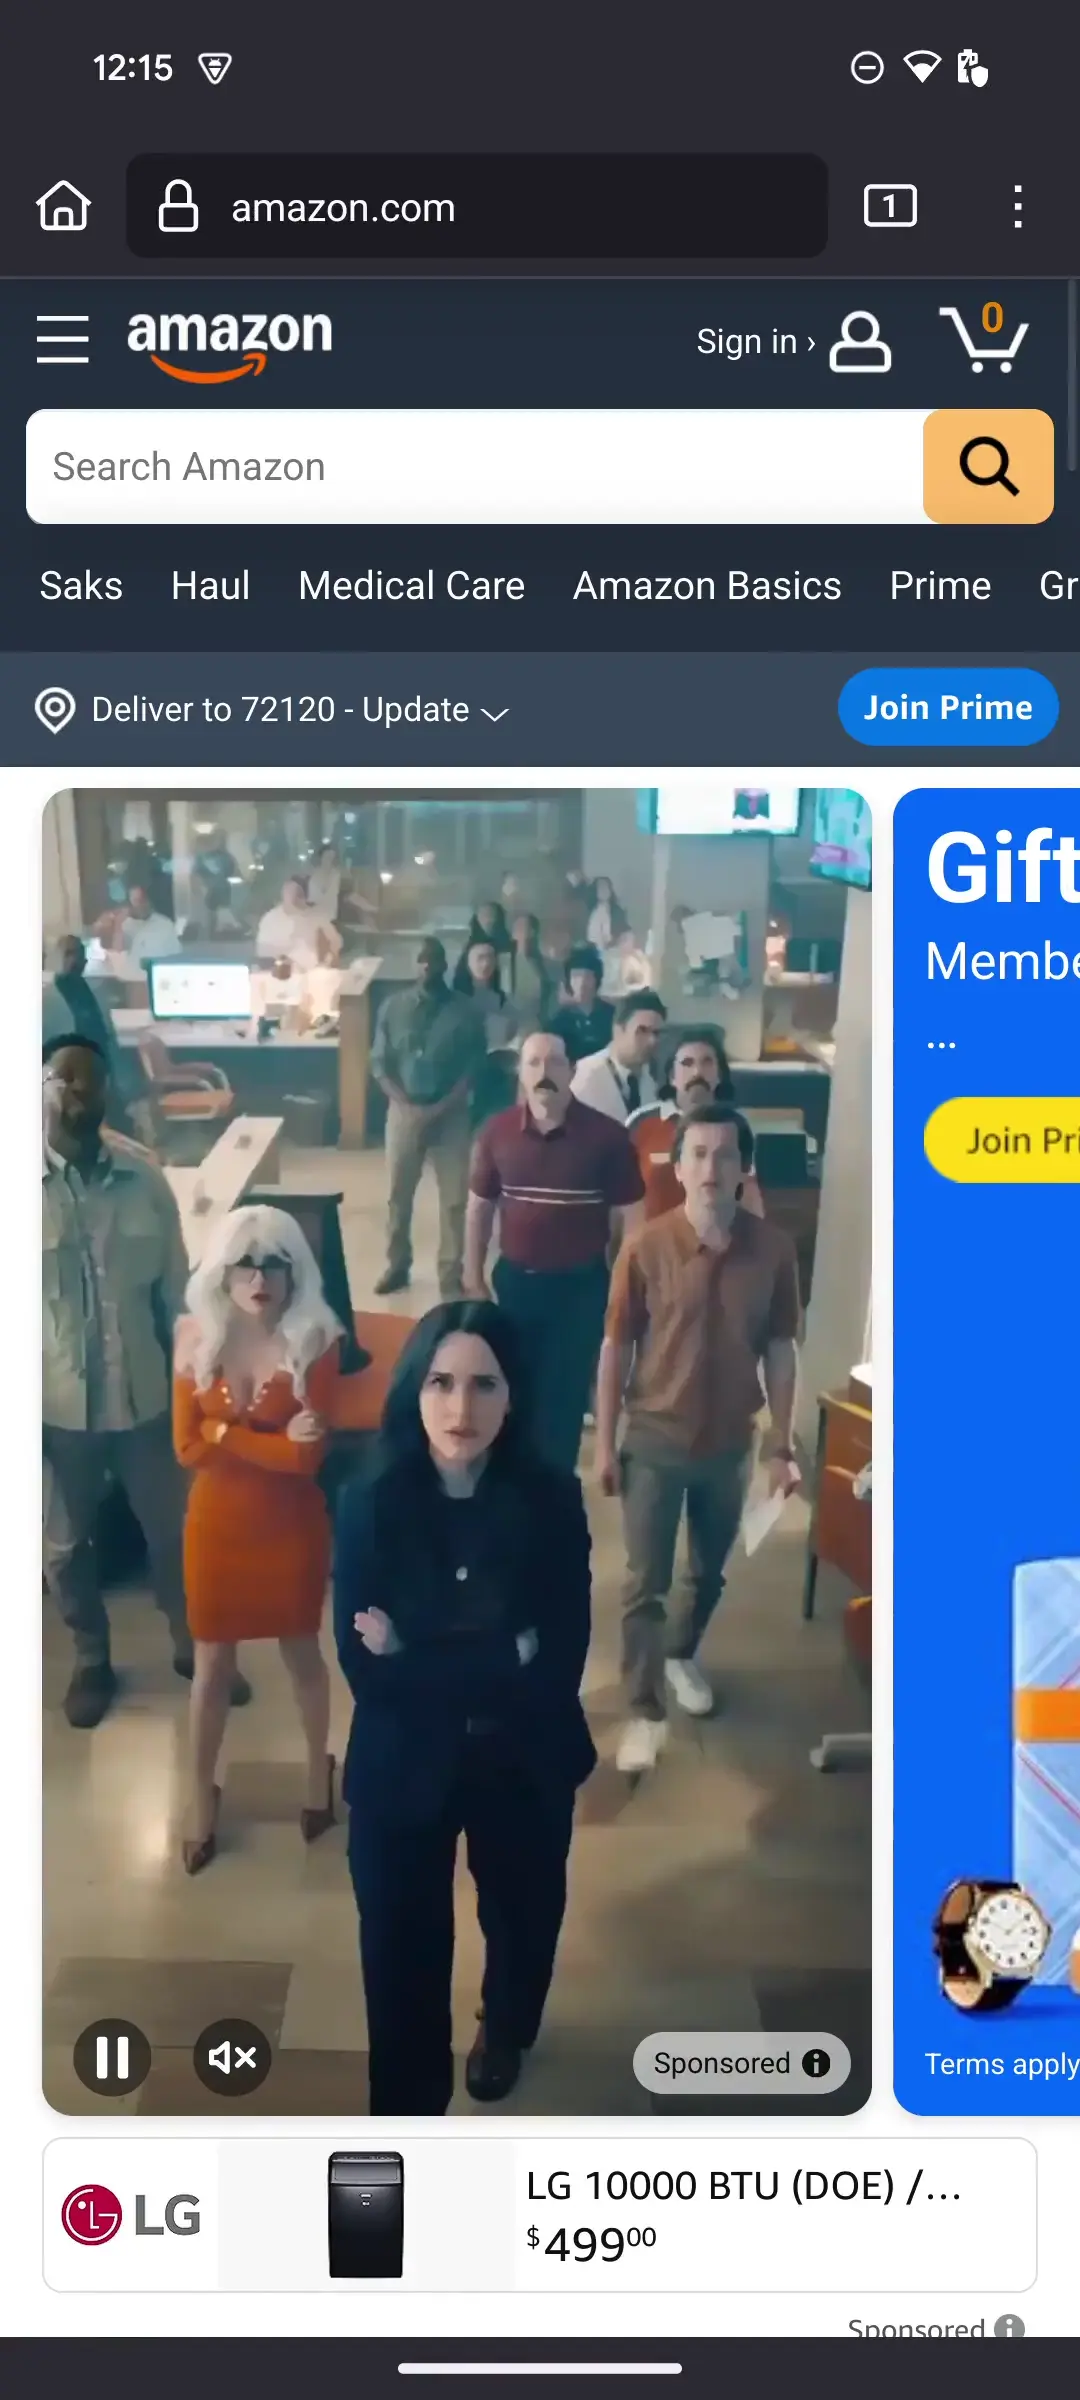 12:15
amazon.com
1
amazon
Sign in ›
0
Search Amazon
Saks Haul Medical Care Amazon Basics Prime Gr
Deliver to 72120 - Update
Join Prime
Gift
Membe
...
Join Pri
Terms apply
Sponsored
LG
LG 10000 BTU (DOE) /...
$49900
Sponsored